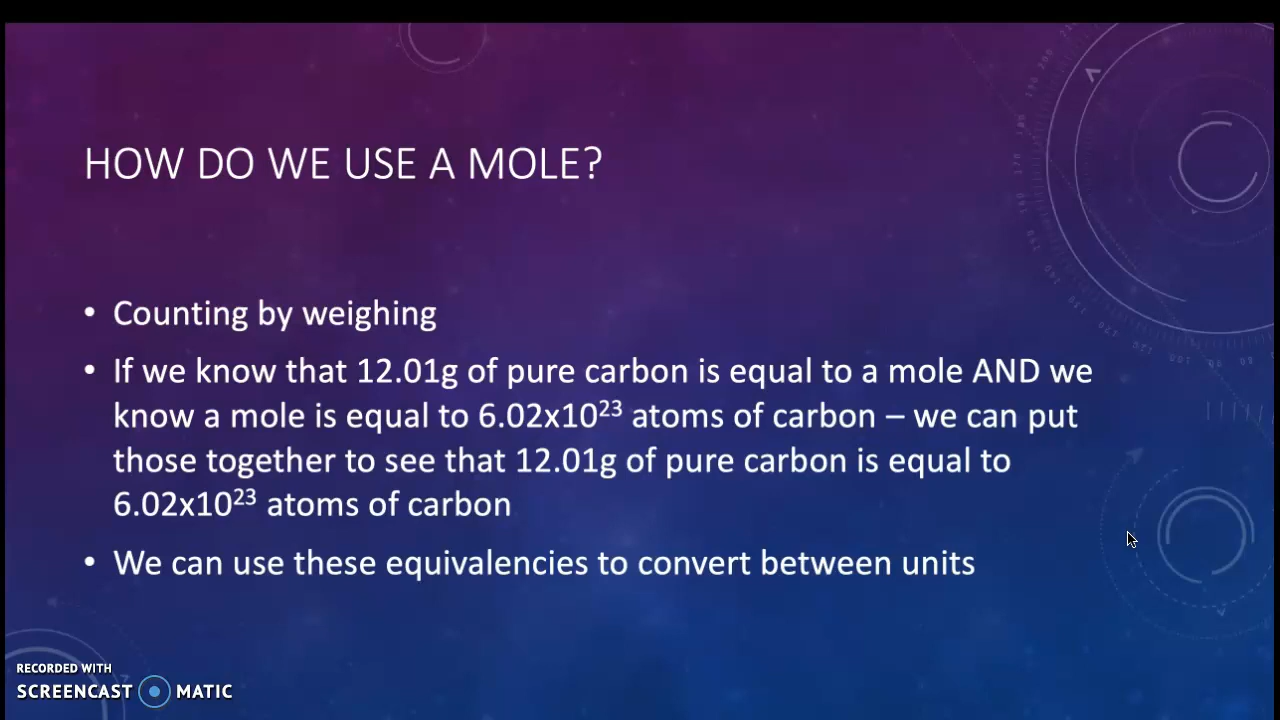 HOW DO WE USE A MOLE?
• Counting by weighing
• If we know that 12.01g of pure carbon is equal to a mole AND we
know a mole is equal to 6.02x10²³ atoms of carbon – we can put
those together to see that 12.01g of pure carbon is equal to
6.02x10²³ atoms of carbon
• We can use these equivalencies to convert between units
RECORDED WITH
SCREENCAST MATIC